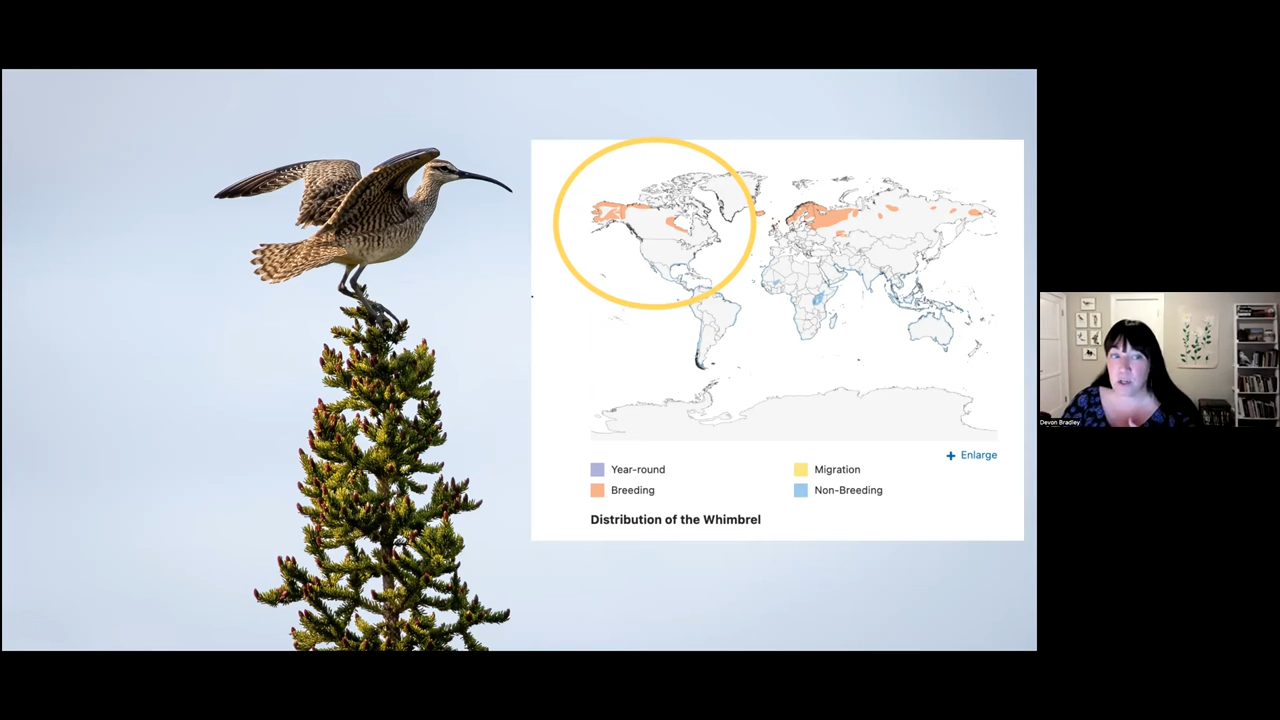 Enlarge
Year-round
Migration
Breeding
Non-Breeding
Distribution of the Whimbrel
Devon Bradley